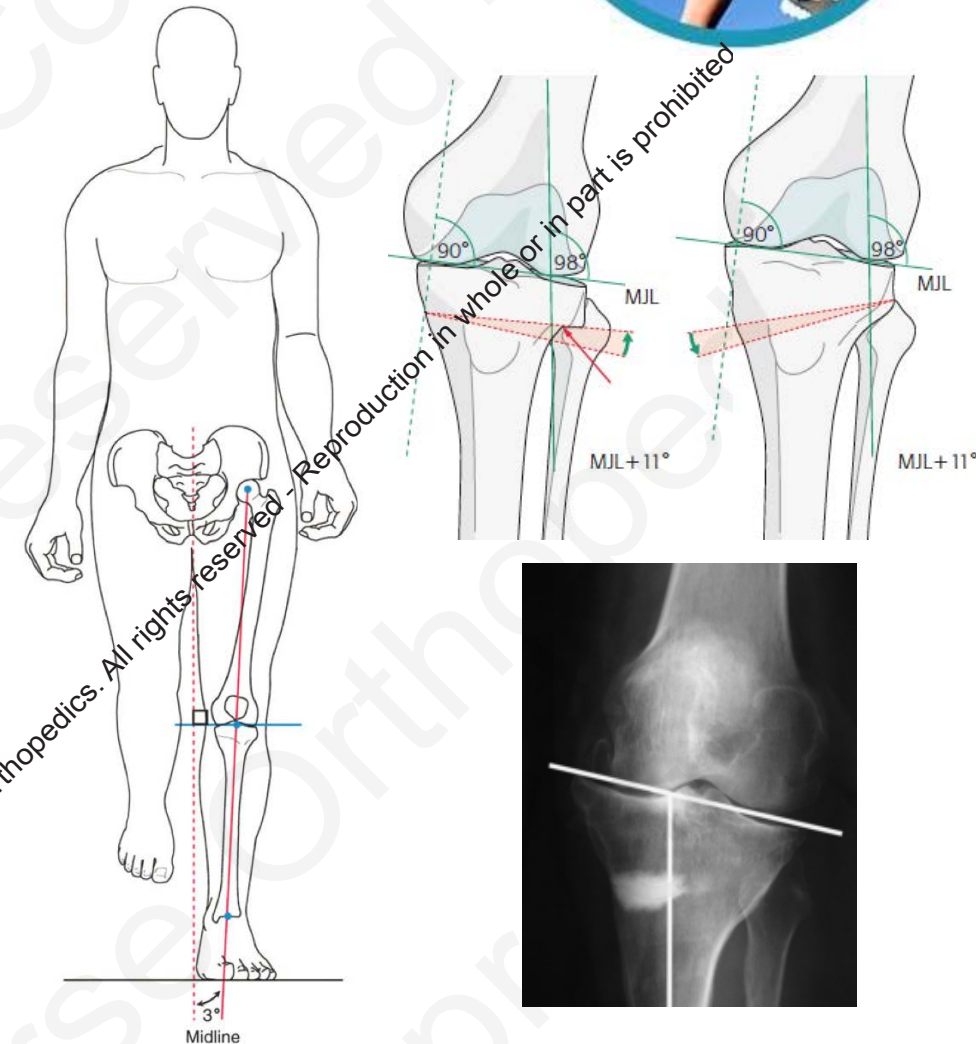 thopedics. All rights reserved - Reproduction in whole or in part is prohibited
90°
98°
MJL
MJL+11°
90°
98°
MJL
MJL+11°
3°
Midline